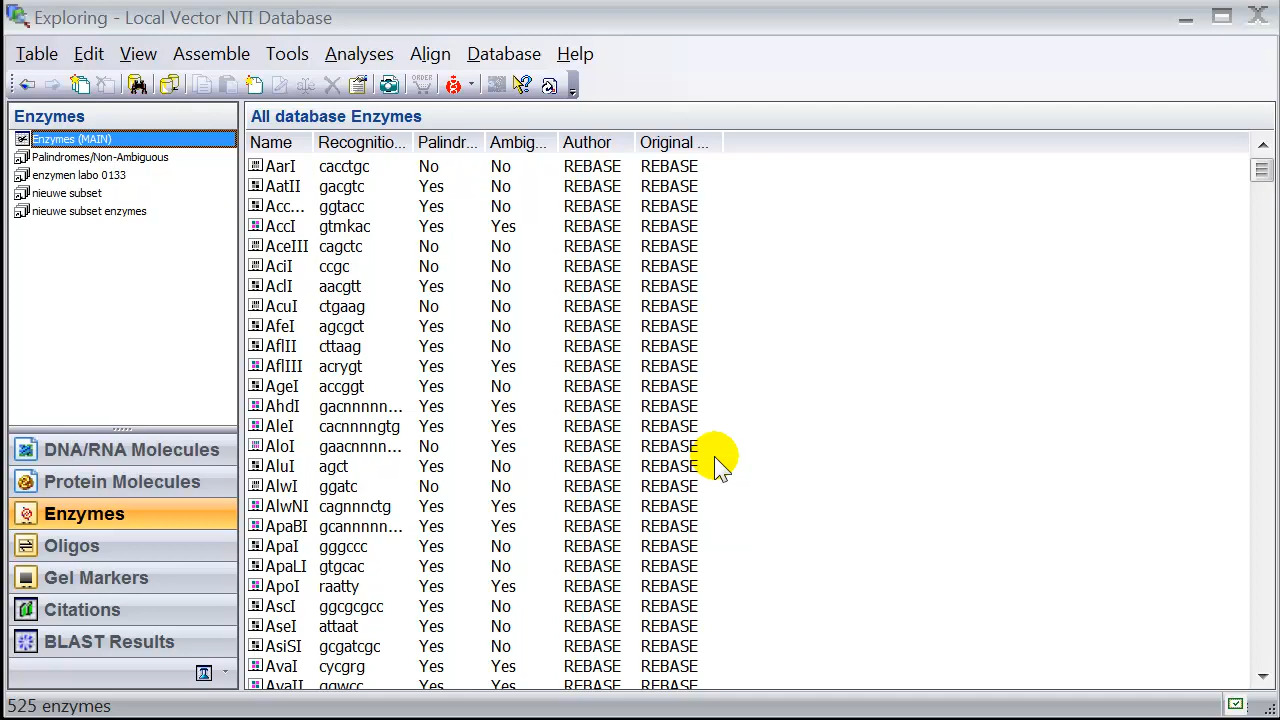 Exploring - Local Vector NTI Database
Table Edit View Assemble Tools Analyses Align Database Help
ORDER
Enzymes
Enzymes (MAIN)
Palindromes/Non-Ambiguous
enzymen labo 0133
nieuwe subset
nieuwe subset enzymes
DNA/RNA Molecules
Protein Molecules
Enzymes
Oligos
Gel Markers
Citations
BLAST Results
All database Enzymes
Name Recognitio... Palindr... Ambig... Author Original ...
AarI cacctgc No No REBASE REBASE
AatII gacgtc Yes No REBASE REBASE
Acc... ggtacc Yes No REBASE REBASE
AccI gtmkac Yes Yes REBASE REBASE
AceIII cagctc No No REBASE REBASE
AciI ccgc No No REBASE REBASE
AclI aacgtt Yes No REBASE REBASE
AcuI ctgaag No No REBASE REBASE
AfeI agcgct Yes No REBASE REBASE
AflII cttaag Yes No REBASE REBASE
AflIII acrygt Yes Yes REBASE REBASE
AgeI accggt Yes No REBASE REBASE
AhdI gacnnnnn... Yes Yes REBASE REBASE
AleI cacnnnngtg Yes Yes REBASE REBASE
AloI gaacnnnn... No Yes REBASE REBASE
AluI agct Yes No REBASE REBASE
AlwI ggatc No No REBASE REBASE
AlwNI cagnnnctg Yes Yes REBASE REBASE
ApaBI gcannnnn... Yes Yes REBASE REBASE
ApaI gggccc Yes No REBASE REBASE
ApaLI gtgcac Yes No REBASE REBASE
ApoI raatty Yes Yes REBASE REBASE
AscI ggcgcgcc Yes No REBASE REBASE
AseI attaat Yes No REBASE REBASE
AsiSI gcgatcgc Yes No REBASE REBASE
AvaI cycgrg Yes Yes REBASE REBASE
AvaII ggwcc Yes Yes REBASE REBASE
525 enzymes